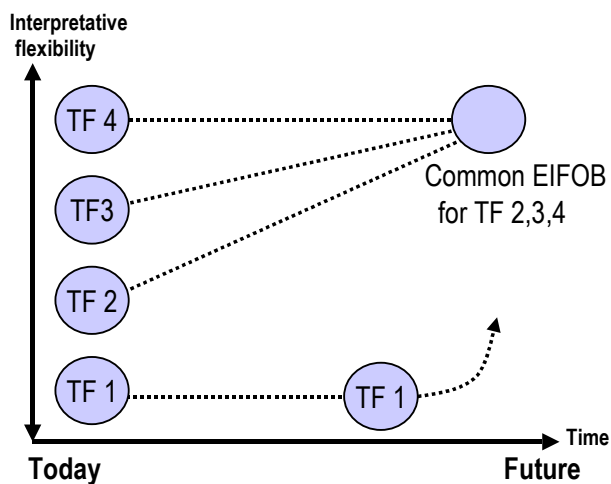 Interpretative
flexibility
TF 4
TF3
Common EIFOB
for TF 2,3,4
TF 2
TF 1
TF 1
Time
Today
Future